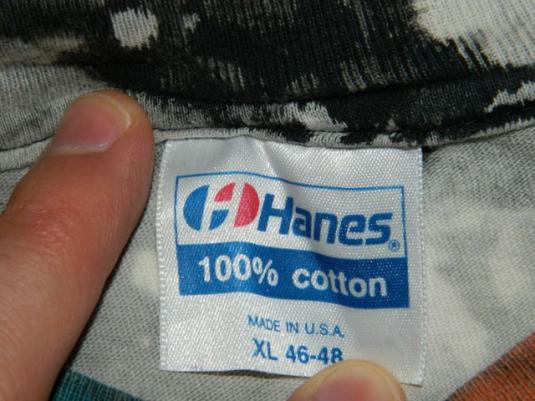 Hanes®
100% cotton
MADE IN U.S.A.
XL 46-48